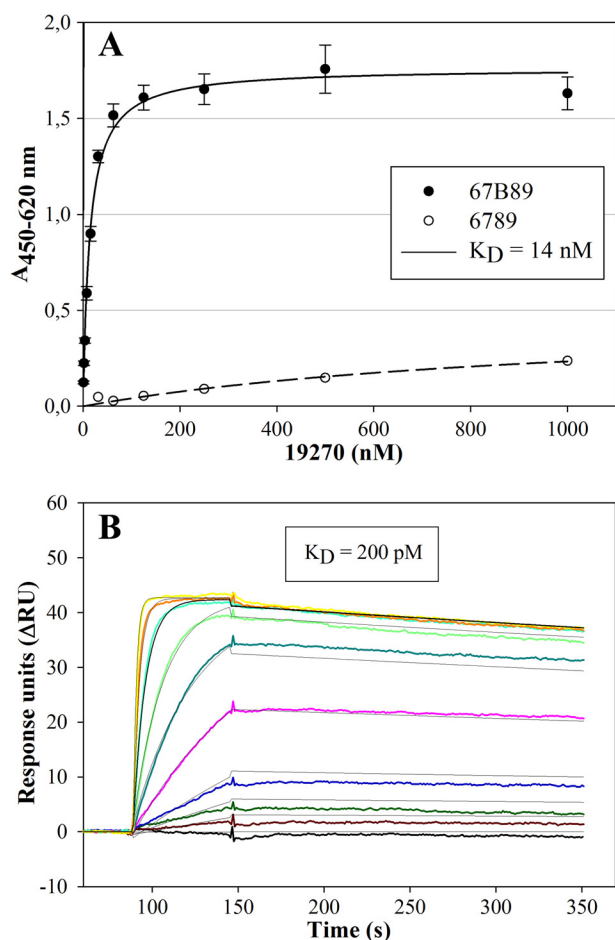 A
2,0
1,5
1,0
0,5
0,0
A450-620 nm
67B89
6789
KD = 14 nM
0 200 400 600 800 1000
19270 (nM)
B
60
50
40
30
20
10
0
-10
Response units (ΔRU)
KD = 200 pM
100 150 200 250 300 350
Time (s)